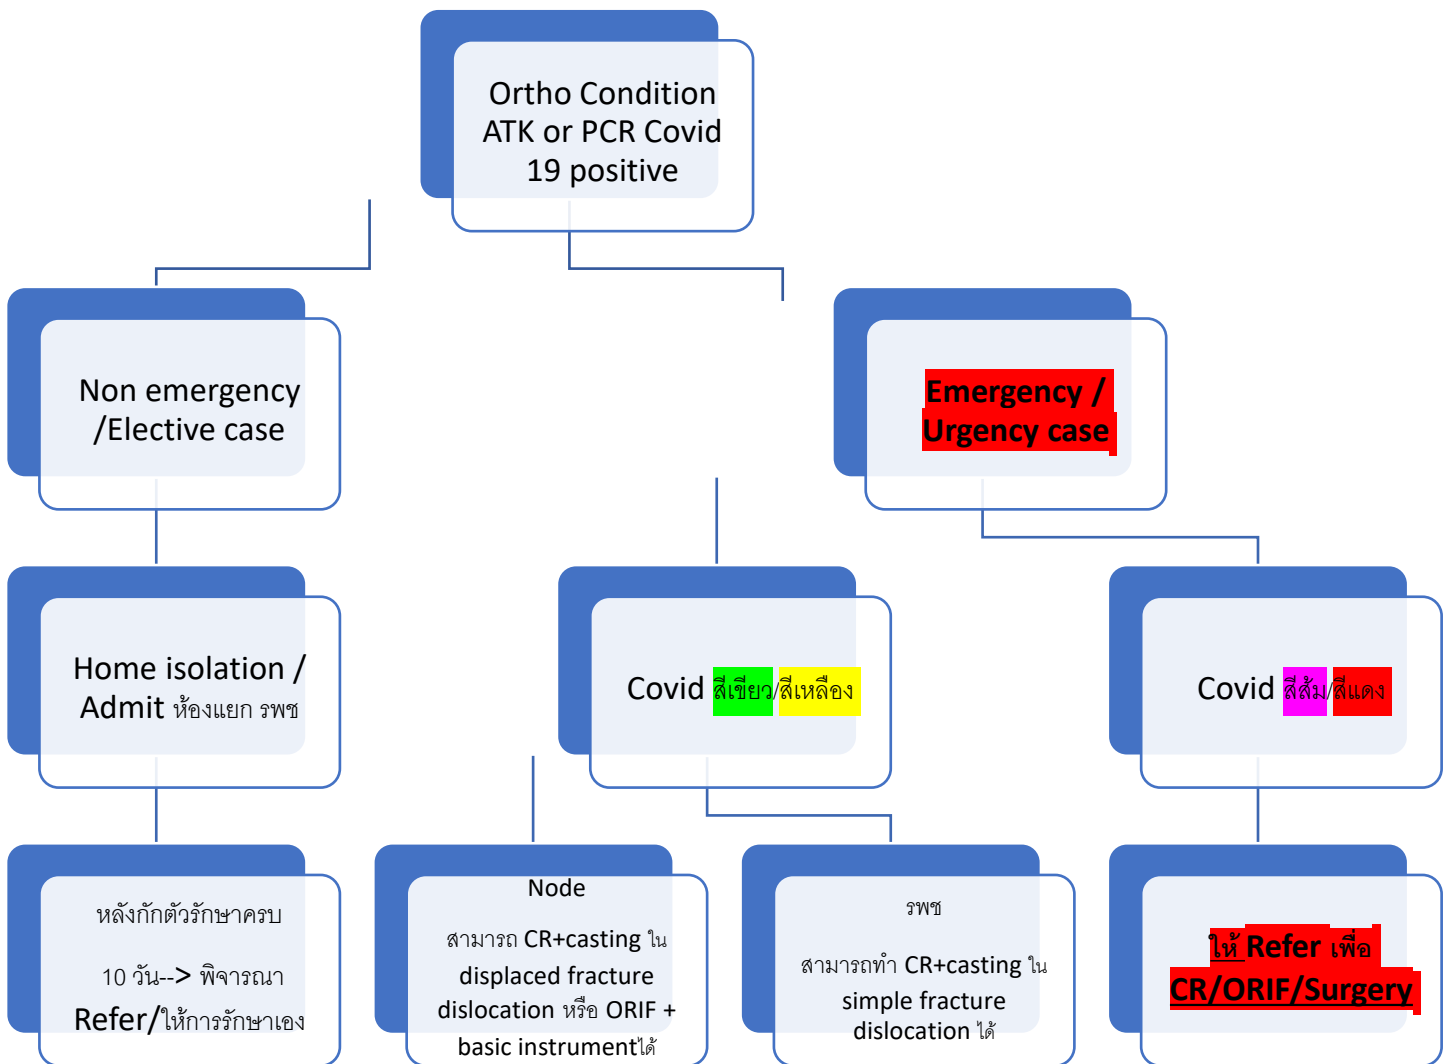 Ortho Condition
ATK or PCR Covid
19 positive
Non emergency
/Elective case
Emergency /
Urgency case
Home isolation /
Admit ห้องแยก รพช
Covid สีเขียว/สีเหลือง
Covid สีส้ม/สีแดง
หลังกักตัวรักษาครบ
10 วัน--> พิจารณา
Refer/ให้การรักษาเอง
Node
สามารถ CR+casting ใน
displaced fracture
dislocation หรือ ORIF +
basic instrumentได้
รพช
สามารถทำ CR+casting ใน
simple fracture
dislocation ได้
ให้ Refer เพื่อ
CR/ORIF/Surgery